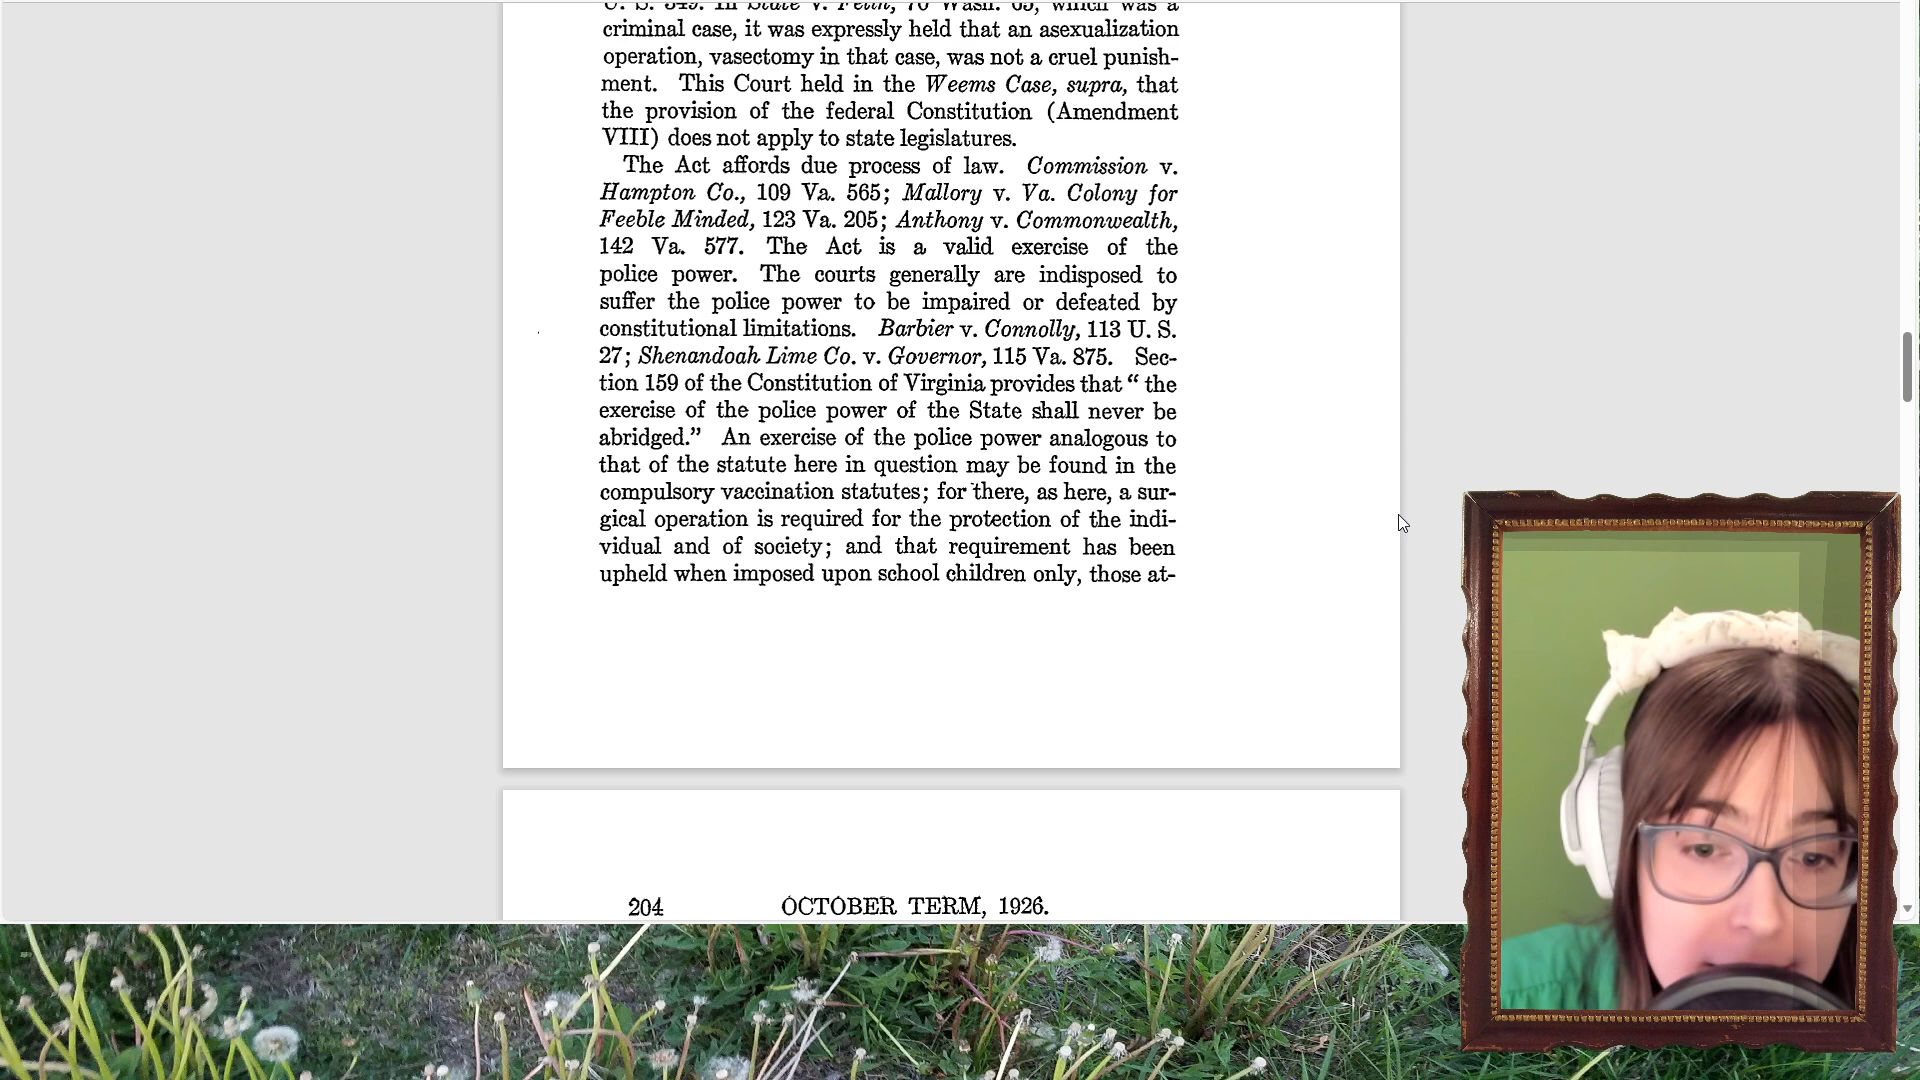 U. S. 349. In State v. Feiln, 70 Wash. 65, which was a
criminal case, it was expressly held that an asexualization
operation, vasectomy in that case, was not a cruel punish-
ment. This Court held in the Weems Case, supra, that
the provision of the federal Constitution (Amendment
VIII) does not apply to state legislatures.
The Act affords due process of law. Commission v.
Hampton Co., 109 Va. 565; Mallory v. Va. Colony for
Feeble Minded, 123 Va. 205; Anthony v. Commonwealth,
142 Va. 577. The Act is a valid exercise of the
police power. The courts generally are indisposed to
suffer the police power to be impaired or defeated by
constitutional limitations. Barbier v. Connolly, 113 U. S.
27; Shenandoah Lime Co. v. Governor, 115 Va. 875. Sec-
tion 159 of the Constitution of Virginia provides that “ the
exercise of the police power of the State shall never be
abridged.” An exercise of the police power analogous to
that of the statute here in question may be found in the
compulsory vaccination statutes; for there, as here, a sur-
gical operation is required for the protection of the indi-
vidual and of society; and that requirement has been
upheld when imposed upon school children only, those at-
204 OCTOBER TERM, 1926.